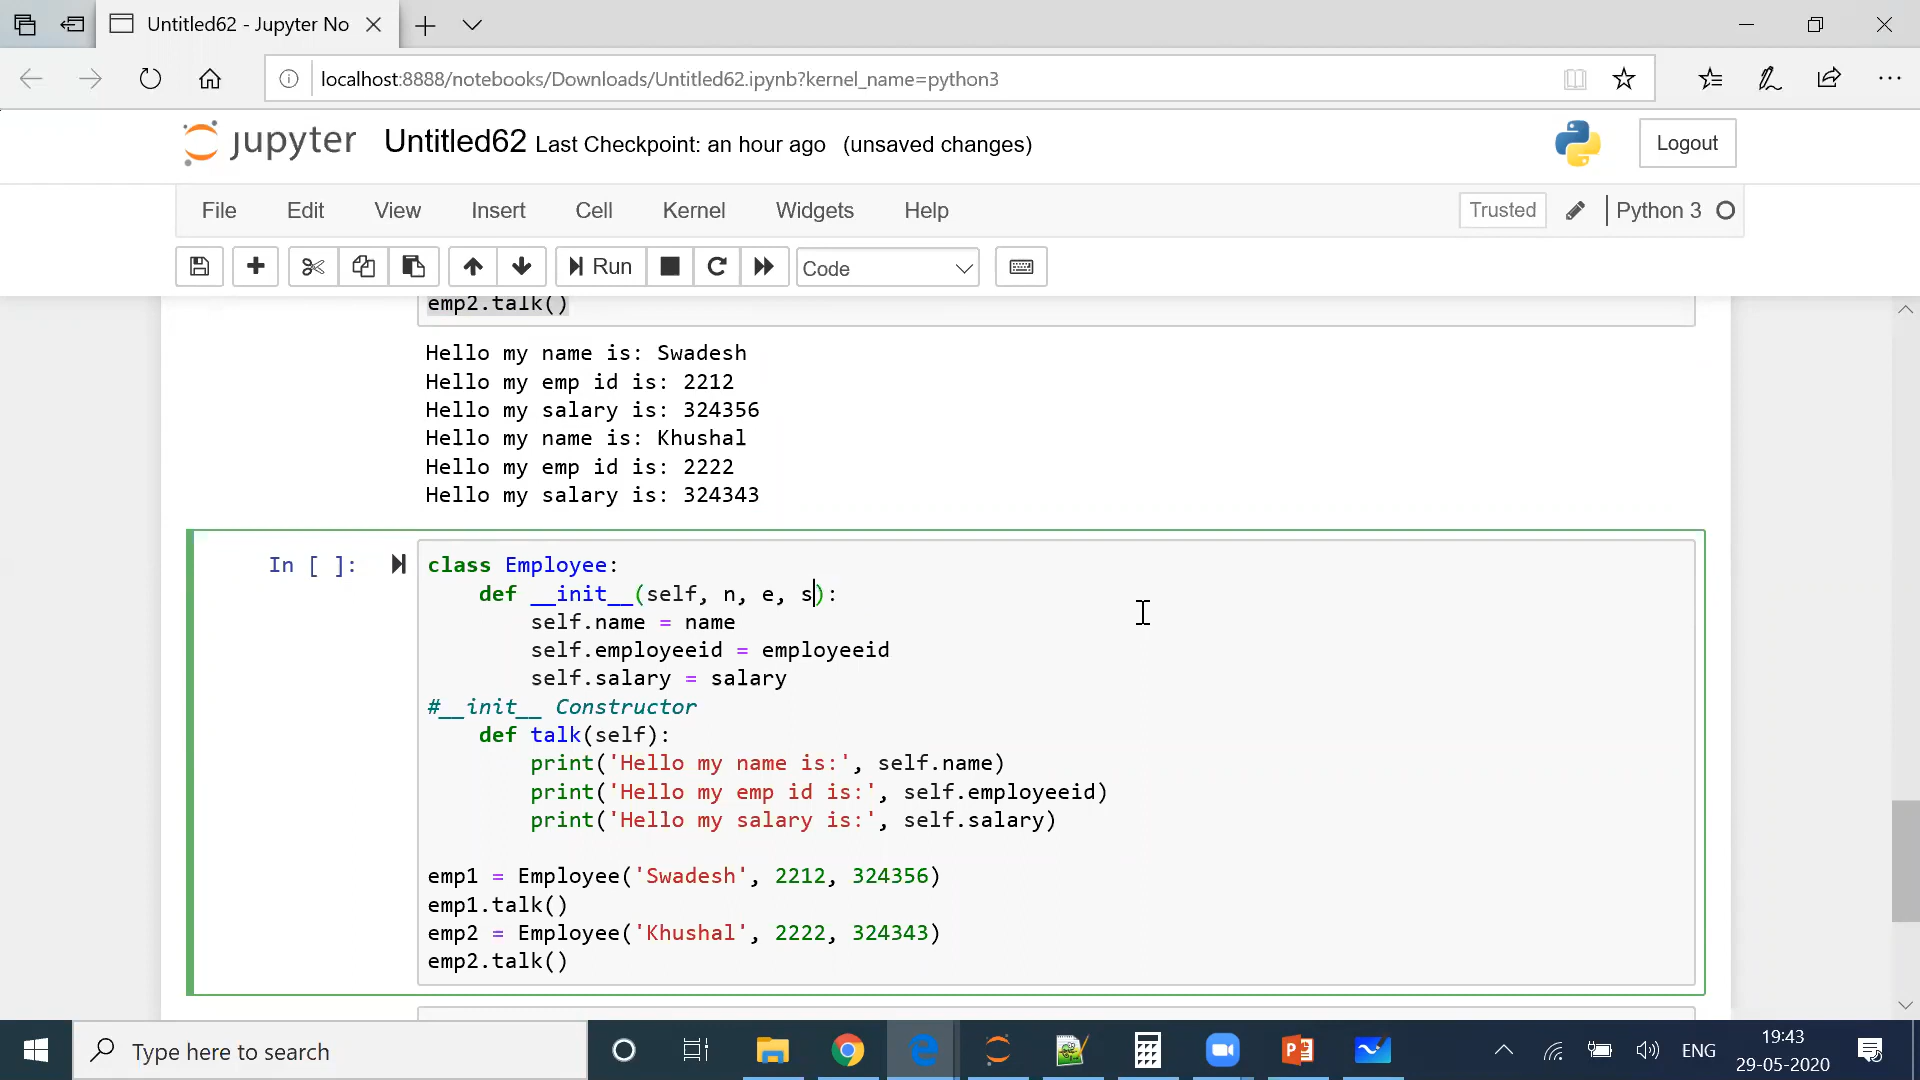 Untitled62 - Jupyter No
localhost:8888/notebooks/Downloads/Untitled62.ipynb?kernel_name=python3
jupyter Untitled62 Last Checkpoint: an hour ago (unsaved changes)
Logout
File Edit View Insert Cell Kernel Widgets Help Trusted Python 3
Run Code
emp2.talk()
Hello my name is: Swadesh
Hello my emp id is: 2212
Hello my salary is: 324356
Hello my name is: Khushal
Hello my emp id is: 2222
Hello my salary is: 324343
In [ ]: class Employee:
def __init__(self, n, e, s):
self.name = name
self.employeeid = employeeid
self.salary = salary
#__init__ Constructor
def talk(self):
print('Hello my name is:', self.name)
print('Hello my emp id is:', self.employeeid)
print('Hello my salary is:', self.salary)
emp1 = Employee('Swadesh', 2212, 324356)
emp1.talk()
emp2 = Employee('Khushal', 2222, 324343)
emp2.talk()
Type here to search
ENG
19:43
29-05-2020